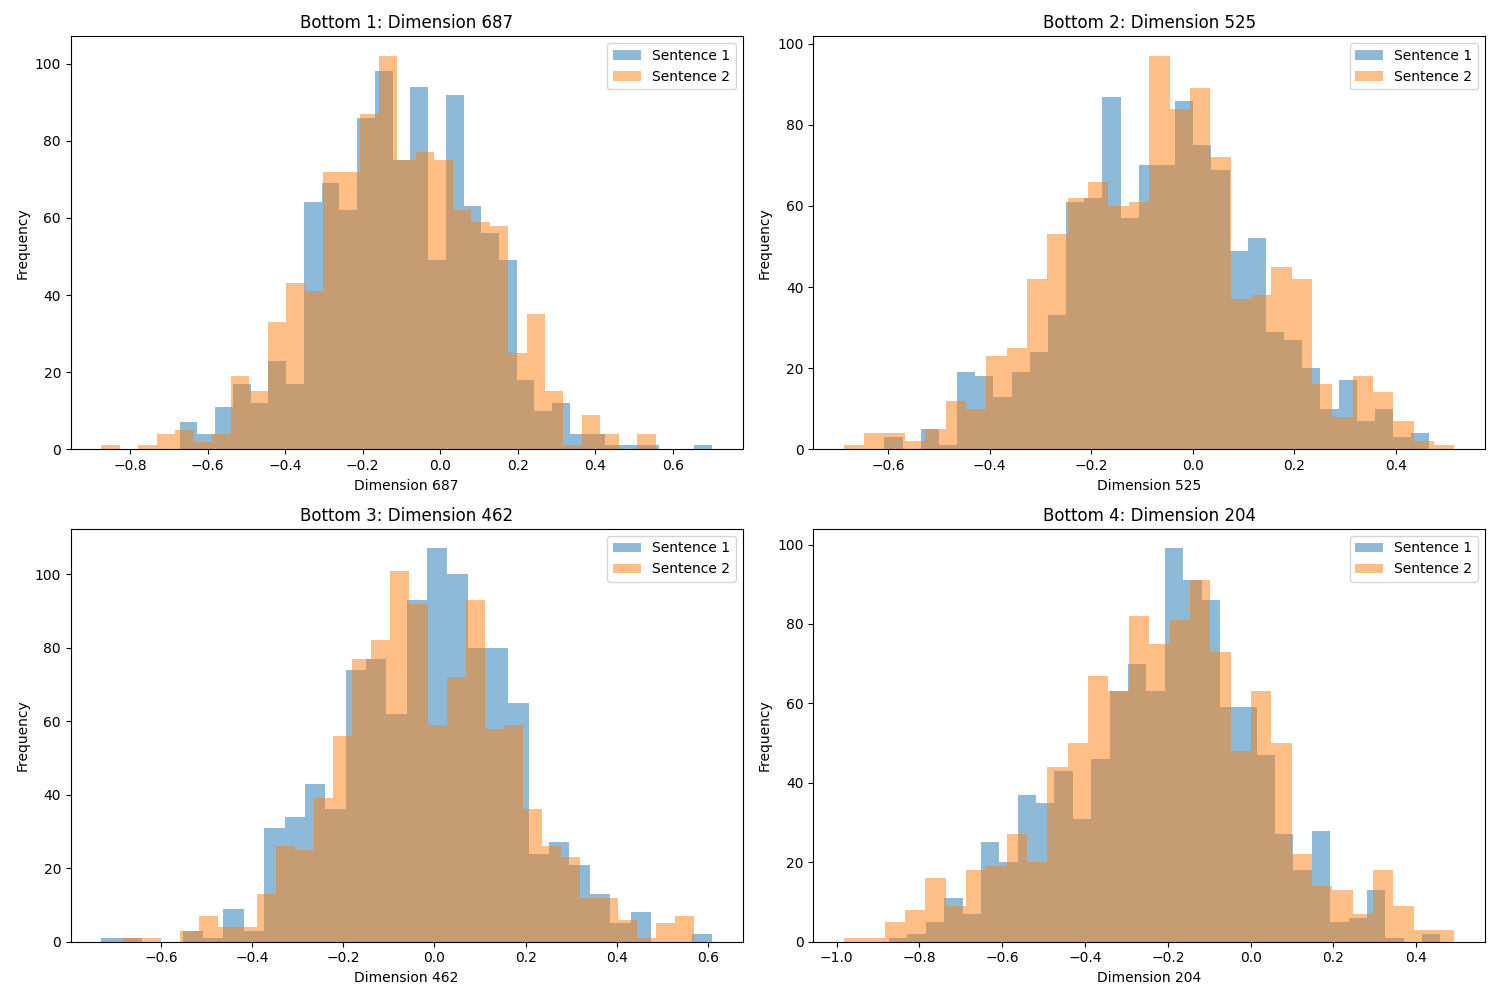 Bottom 1: Dimension 687
Sentence 1
Sentence 2
Frequency
100
80
60
40
20
0
−0.8 −0.6 −0.4 −0.2 0.0 0.2 0.4 0.6
Dimension 687
Bottom 2: Dimension 525
Sentence 1
Sentence 2
Frequency
100
80
60
40
20
0
−0.6 −0.4 −0.2 0.0 0.2 0.4
Dimension 525
Bottom 3: Dimension 462
Sentence 1
Sentence 2
Frequency
100
80
60
40
20
0
−0.6 −0.4 −0.2 0.0 0.2 0.4 0.6
Dimension 462
Bottom 4: Dimension 204
Sentence 1
Sentence 2
Frequency
100
80
60
40
20
0
−1.0 −0.8 −0.6 −0.4 −0.2 0.0 0.2 0.4
Dimension 204